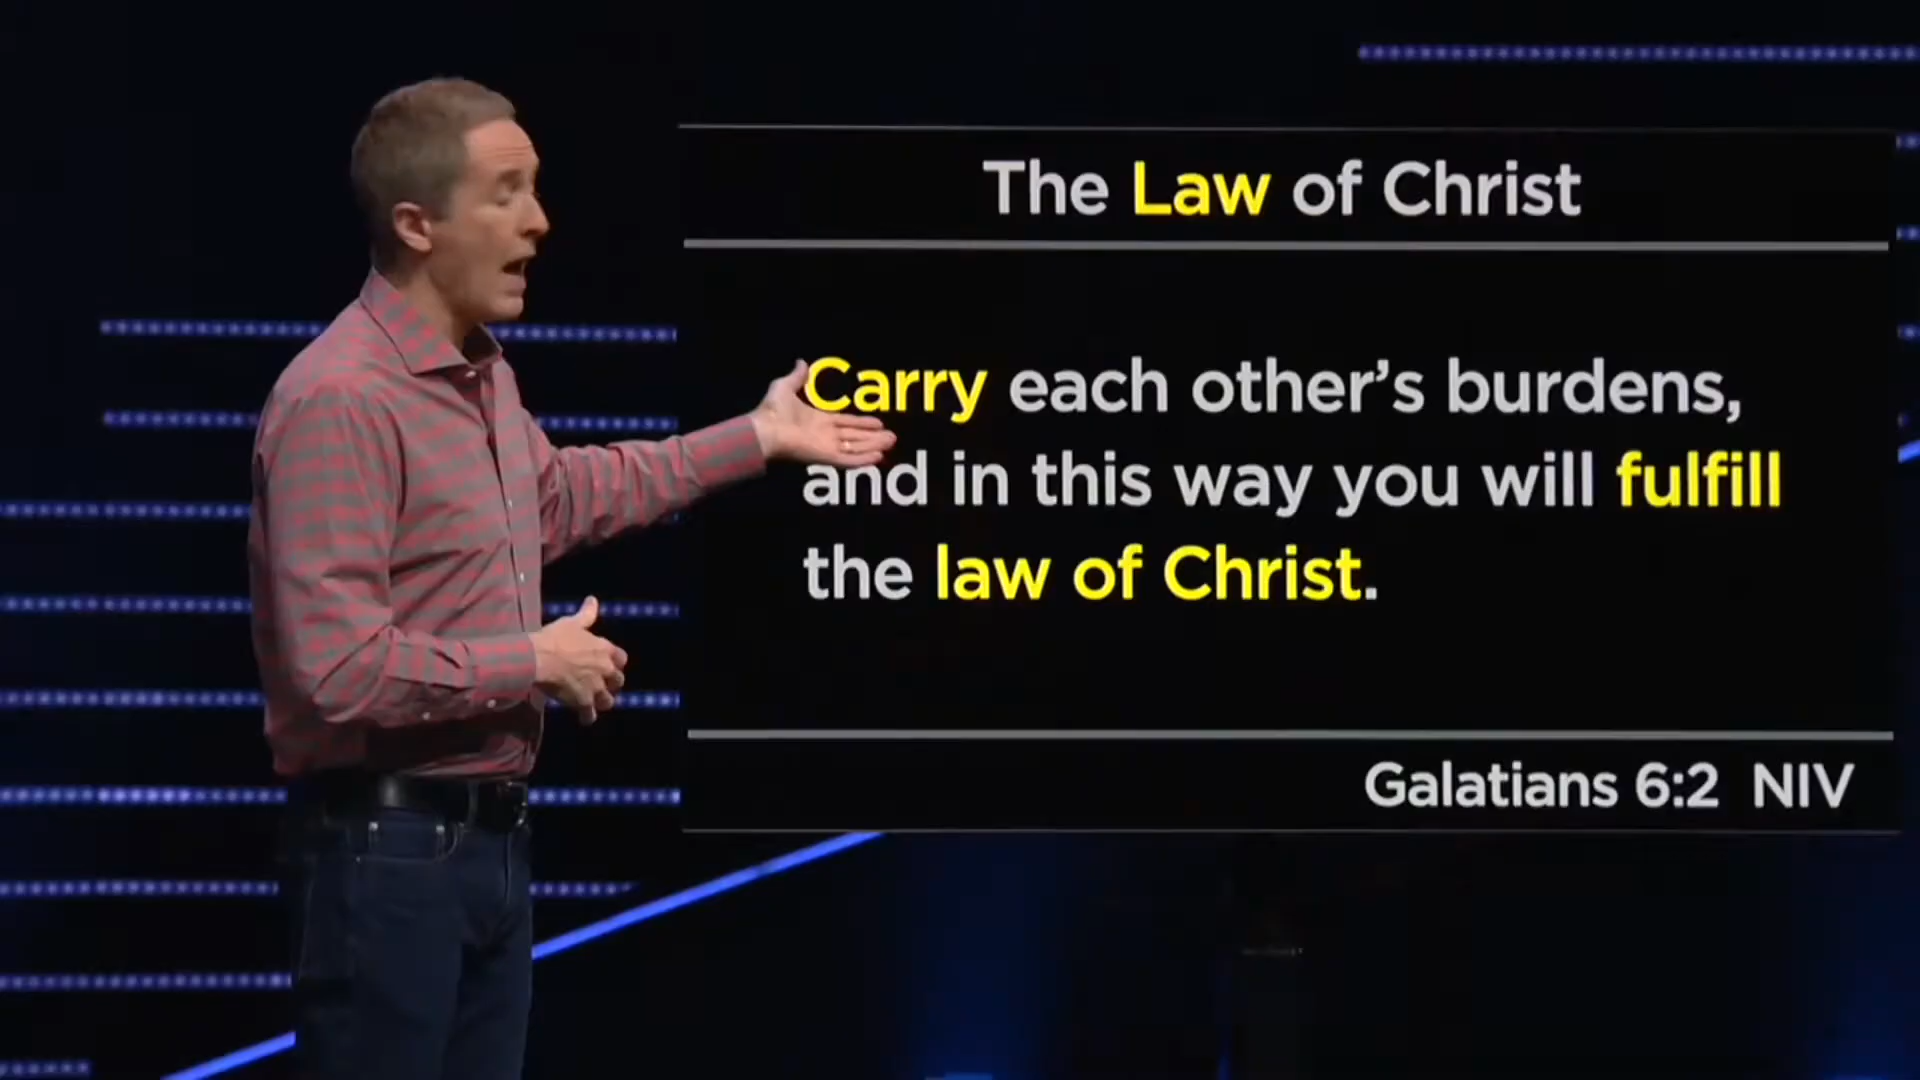 The Law of Christ
Carry each other’s burdens,
and in this way you will fulfill
the law of Christ.
Galatians 6:2 NIV